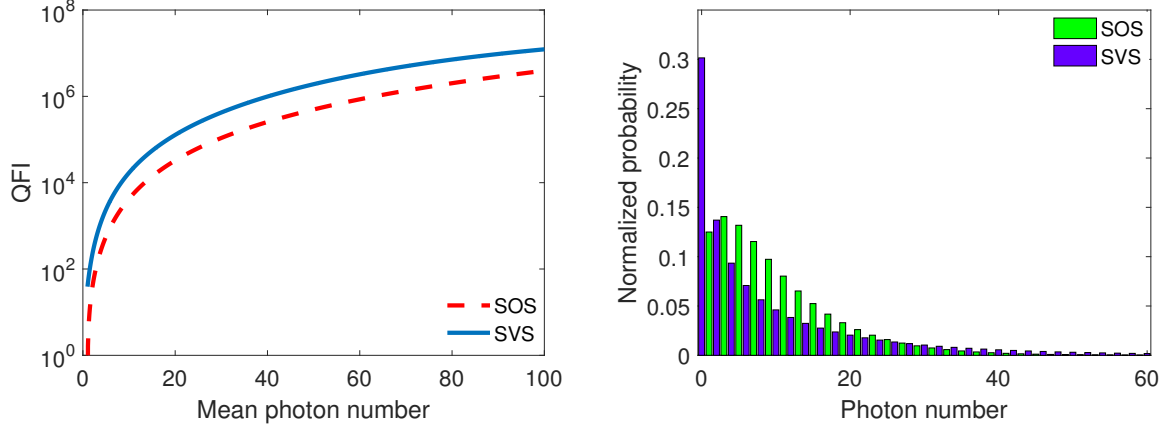 10^8
10^6
10^4
10^2
10^0
QFI
0 20 40 60 80 100
Mean photon number
SOS
SVS
0.3
0.25
0.2
0.15
0.1
0.05
0
Normalized probability
0 20 40 60
Photon number
SOS
SVS